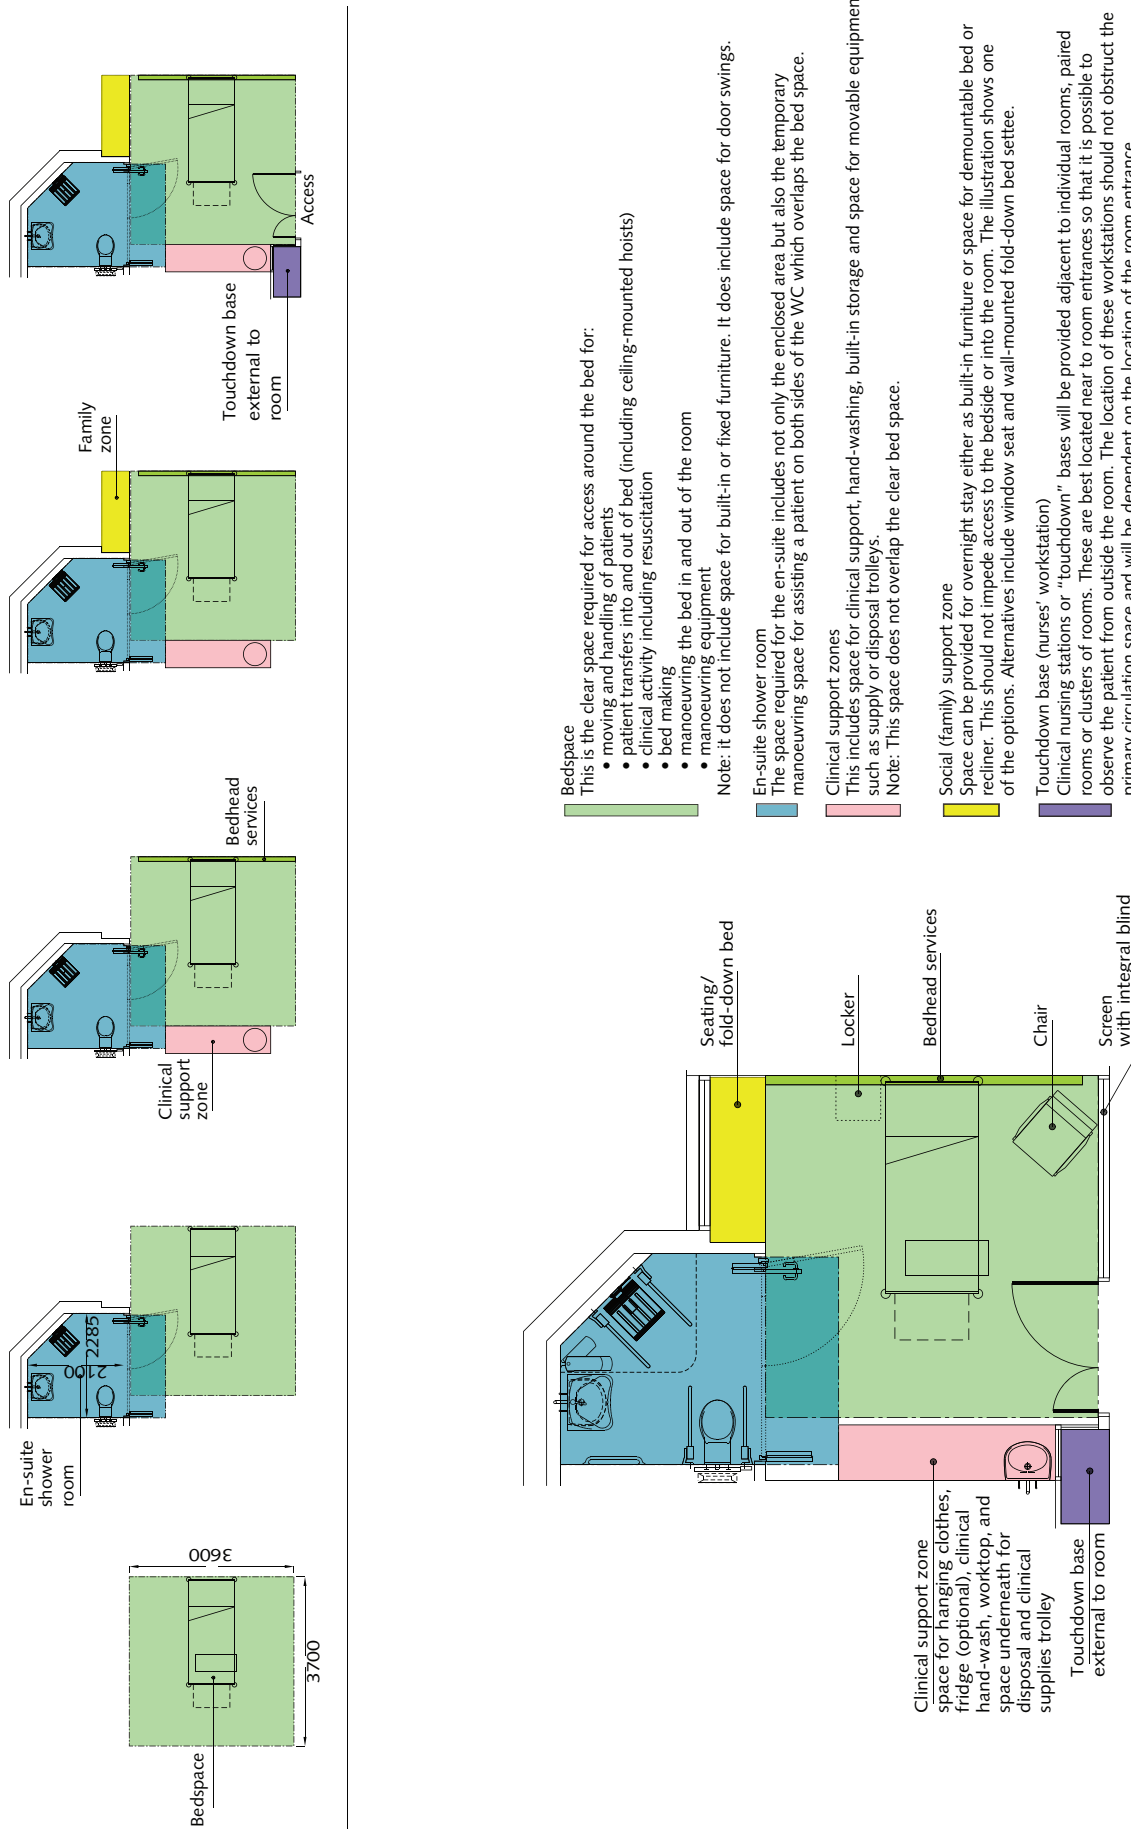 Bedspace
3600
3700
En-suite
shower
room
2100
2285
Clinical
support
zone
Bedhead
services
Family
zone
Touchdown base
external to
room
Access
Clinical support zone
space for hanging clothes,
fridge (optional), clinical
hand-wash, worktop, and
space underneath for
disposal and clinical
supplies trolley
Touchdown base
external to room
Seating/
fold-down bed
Locker
Bedhead services
Chair
Screen
with integral blind
Bedspace
This is the clear space required for access around the bed for:
• moving and handling of patients
• patient transfers into and out of bed (including ceiling-mounted hoists)
• clinical activity including resuscitation
• bed making
• manoeuvring the bed in and out of the room
• manoeuvring equipment
Note: it does not include space for built-in or fixed furniture. It does include space for door swings.
En-suite shower room
The space required for the en-suite includes not only the enclosed area but also the temporary
manoeuvring space for assisting a patient on both sides of the WC which overlaps the bed space.
Clinical support zones
This includes space for clinical support, hand-washing, built-in storage and space for movable equipmen
such as supply or disposal trolleys.
Note: This space does not overlap the clear bed space.
Social (family) support zone
Space can be provided for overnight stay either as built-in furniture or space for demountable bed or
recliner. This should not impede access to the bedside or into the room. The illustration shows one
of the options. Alternatives include window seat and wall-mounted fold-down bed settee.
Touchdown base (nurses' workstation)
Clinical nursing stations or "touchdown" bases will be provided adjacent to individual rooms, paired
rooms or clusters of rooms. These are best located near to room entrances so that it is possible to
observe the patient from outside the room. The location of these workstations should not obstruct the
primary circulation space and will be dependent on the location of the room entrance